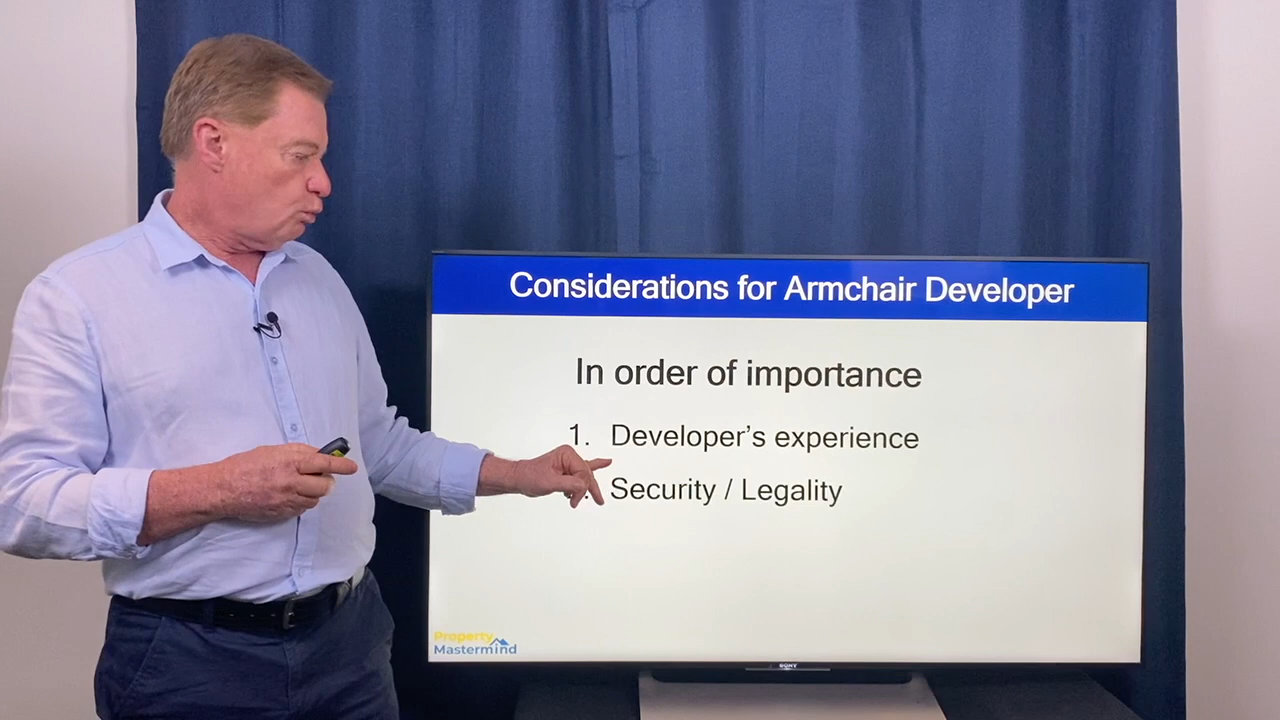 Considerations for Armchair Developer
In order of importance
1. Developer's experience
Security / Legality
Property
Mastermind
SONY